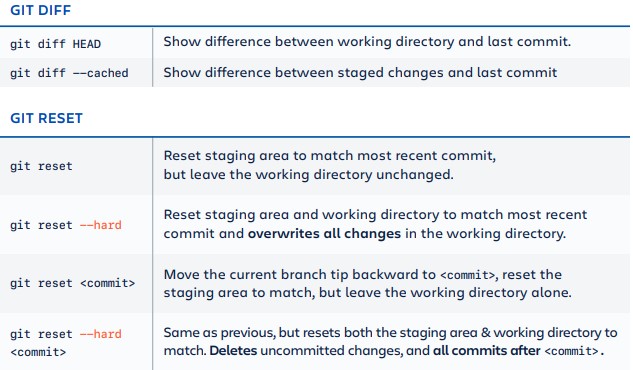 GIT DIFF
git diff HEAD
Show difference between working directory and last commit.
git diff --cached
Show difference between staged changes and last commit
GIT RESET
git reset
Reset staging area to match most recent commit,
but leave the working directory unchanged.
git reset --hard
Reset staging area and working directory to match most recent
commit and overwrites all changes in the working directory.
git reset <commit>
Move the current branch tip backward to <commit>, reset the
staging area to match, but leave the working directory alone.
git reset --hard
<commit>
Same as previous, but resets both the staging area & working directory to
match. Deletes uncommitted changes, and all commits after <commit>.